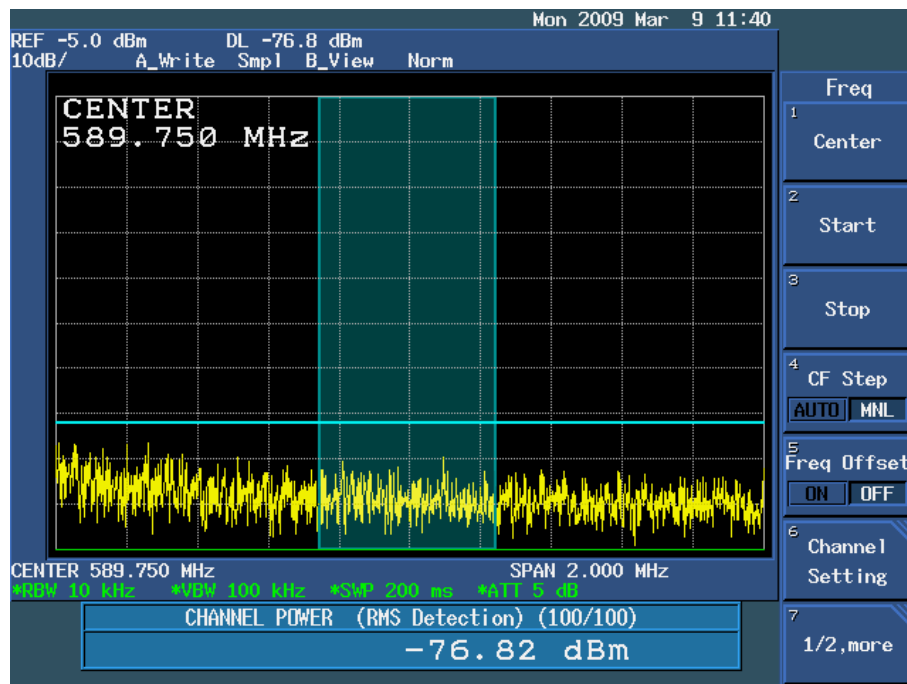 Mon 2009 Mar 9 11:40
REF -5.0 dBm DL -76.8 dBm
10dB/ A_Write Smpl B_View Norm
CENTER
589.750 MHz
Freq
1
Center
2
Start
3
Stop
4
CF Step
AUTO MNL
5
Freq Offset
ON OFF
6
Channel
Setting
7
1/2,more
CENTER 589.750 MHz SPAN 2.000 MHz
*RBW 10 kHz *VBW 100 kHz *SWP 200 ms *ATT 5 dB
CHANNEL POWER (RMS Detection) (100/100)
-76.82 dBm